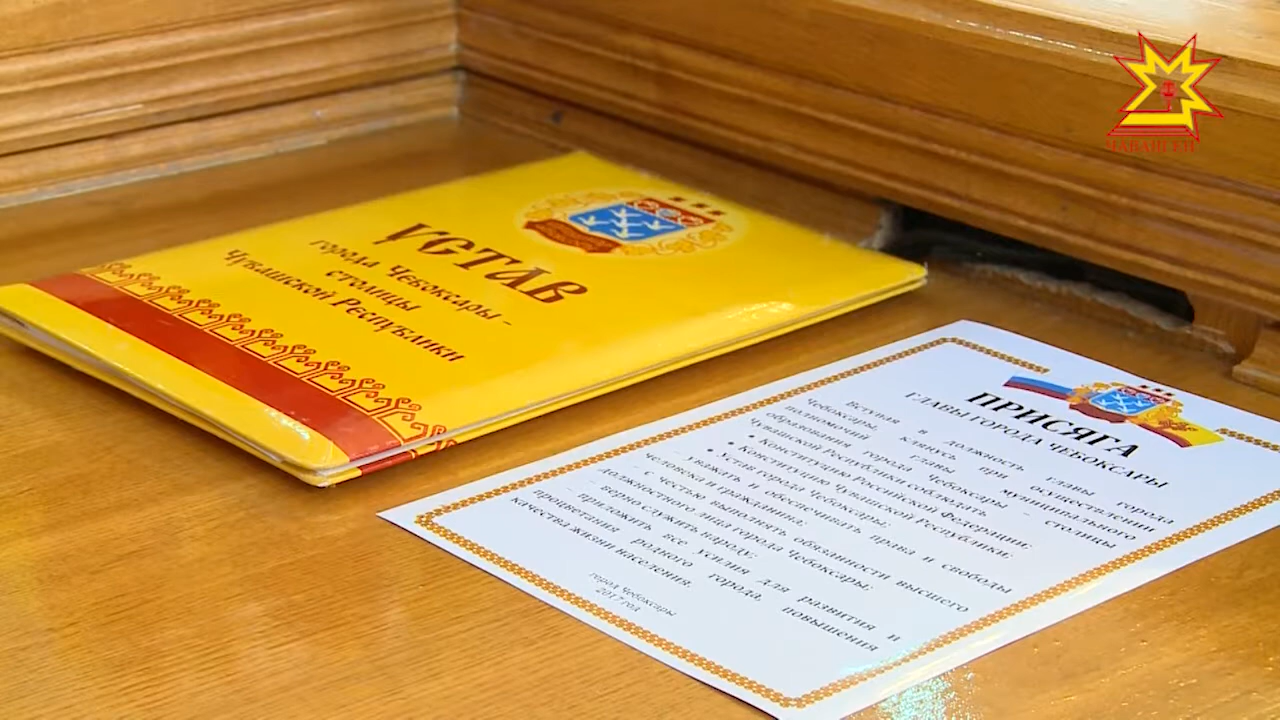 УСТАВ
города Чебоксары –
столицы
Чувашской Республики
ПРИСЯГА
ГЛАВЫ ГОРОДА ЧЕБОКСАРЫ
Вступая в должность главы города
Чебоксары, клянусь при осуществлении
полномочий главы муниципального
образования города Чебоксары – столицы
Чувашской Республики соблюдать
• Конституцию Российской Федерации;
• Конституцию Чувашской Республики;
• Устав города Чебоксары;
– уважать и обеспечивать права и свободы
человека и гражданина;
– с честью выполнять обязанности высшего
должностного лица города Чебоксары;
– верно служить народу;
– приложить все усилия для развития и
процветания родного города, повышения
качества жизни населения.
город Чебоксары
2017 год